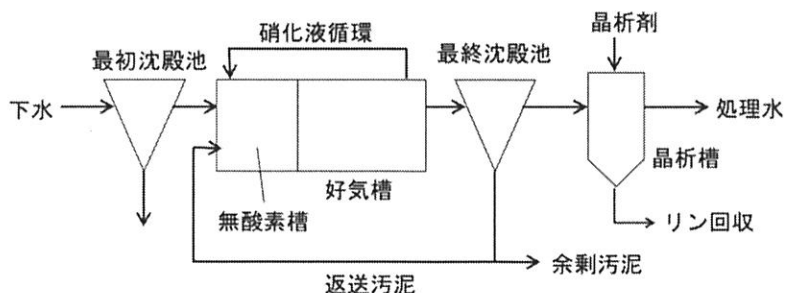 硝化液循環
晶析剤
最初沈殿池
最終沈殿池
下水
処理水
晶析槽
好気槽
無酸素槽
リン回収
余剰汚泥
返送汚泥